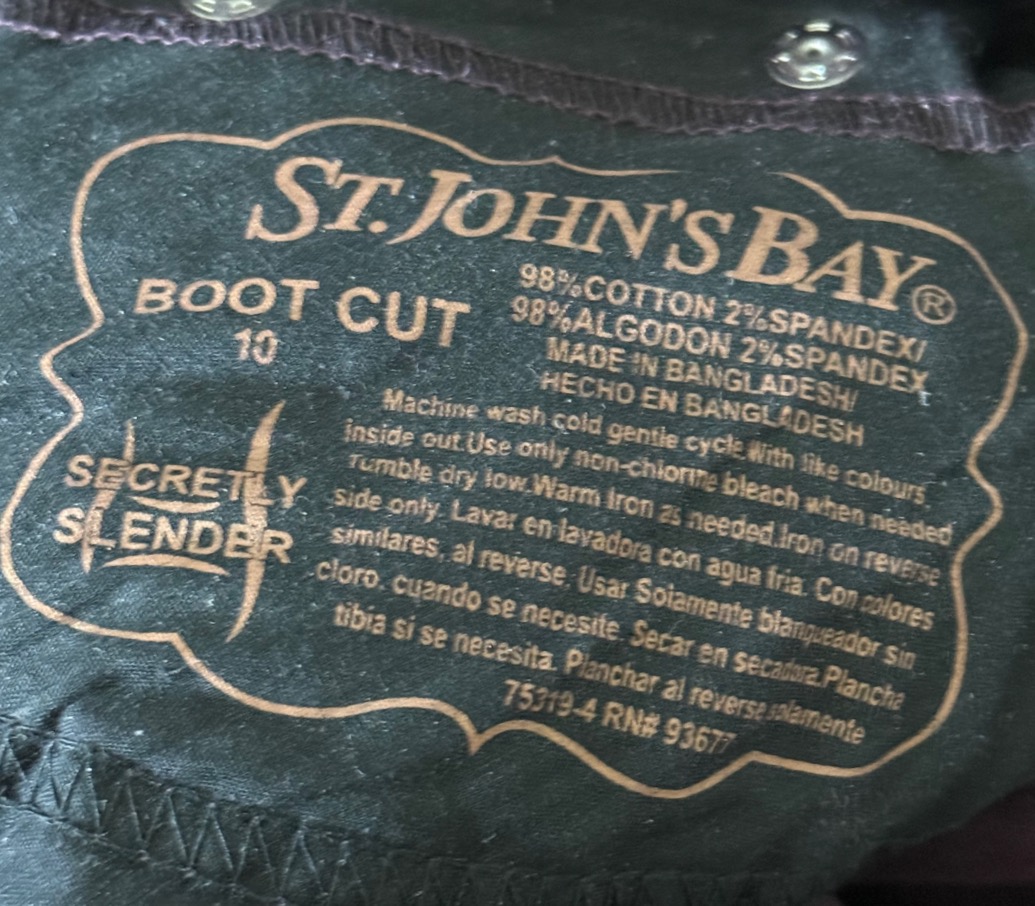 ST. JOHN'S BAY®
BOOT CUT
10
98%COTTON 2%SPANDEX/
98%ALGODON 2%SPANDEX
MADE IN BANGLADESH/
HECHO EN BANGLADESH
SECRETLY
SLENDER
Machine wash cold gentle cycle with like colours,
inside out.Use only non-chlorine bleach when needed
Tumble dry low.Warm Iron as needed.Iron on reverse
side only. Lavar en lavadora con agua fria. Con colores
similares, al reverse. Usar Solamente blanqueador sin
cloro. cuando se necesite. Secar en secadora.Plancha
tibia si se necesita. Planchar al reverse solamente
75319-4 RN# 93677